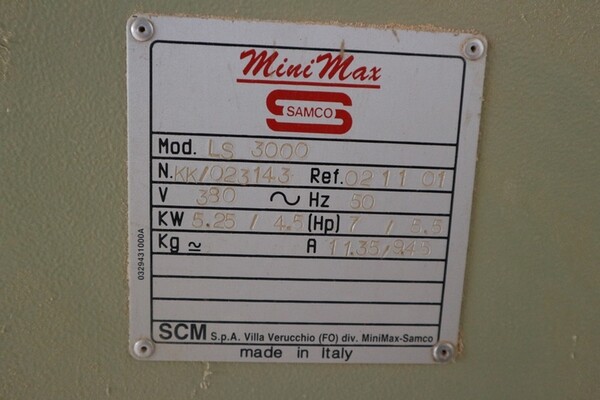 MiniMax
SAMCO
Mod. LS 3000
N. KK/023143 Ref. 02 11 01
V 380 ~ Hz 50
KW 5.25 / 4.5 (Hp) 7 / 5.5
Kg ≃ A 11.35/9.45
0329431000A
SCM S.p.A. Villa Verucchio (FO) div. MiniMax-Samco
made in Italy